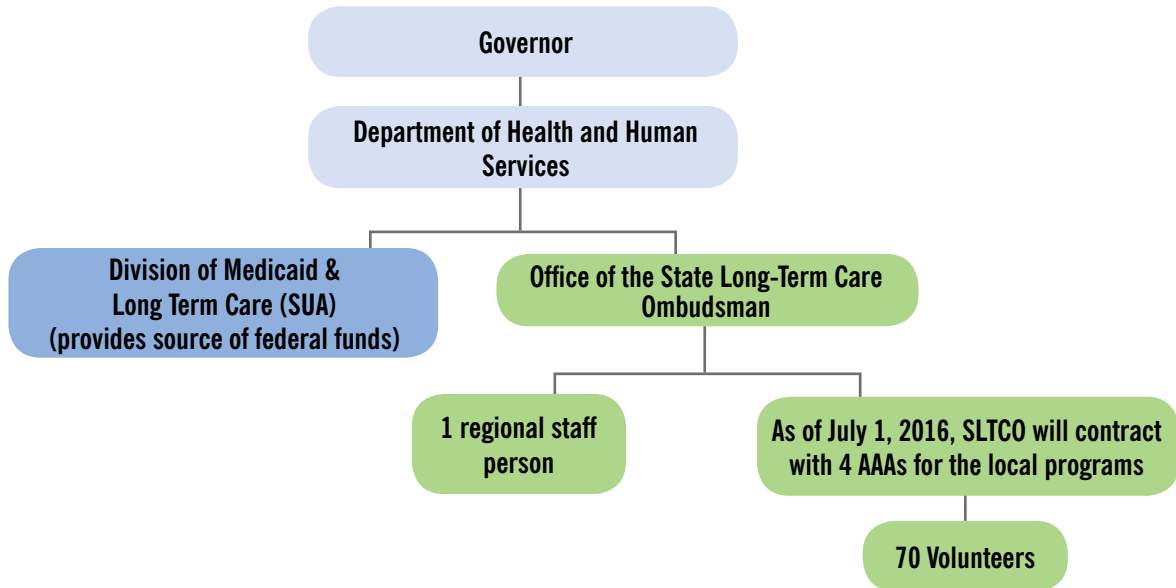 Governor
Department of Health and Human
Services
Division of Medicaid &
Long Term Care (SUA)
(provides source of federal funds)
Office of the State Long-Term Care
Ombudsman
1 regional staff
person
As of July 1, 2016, SLTCO will contract
with 4 AAAs for the local programs
70 Volunteers